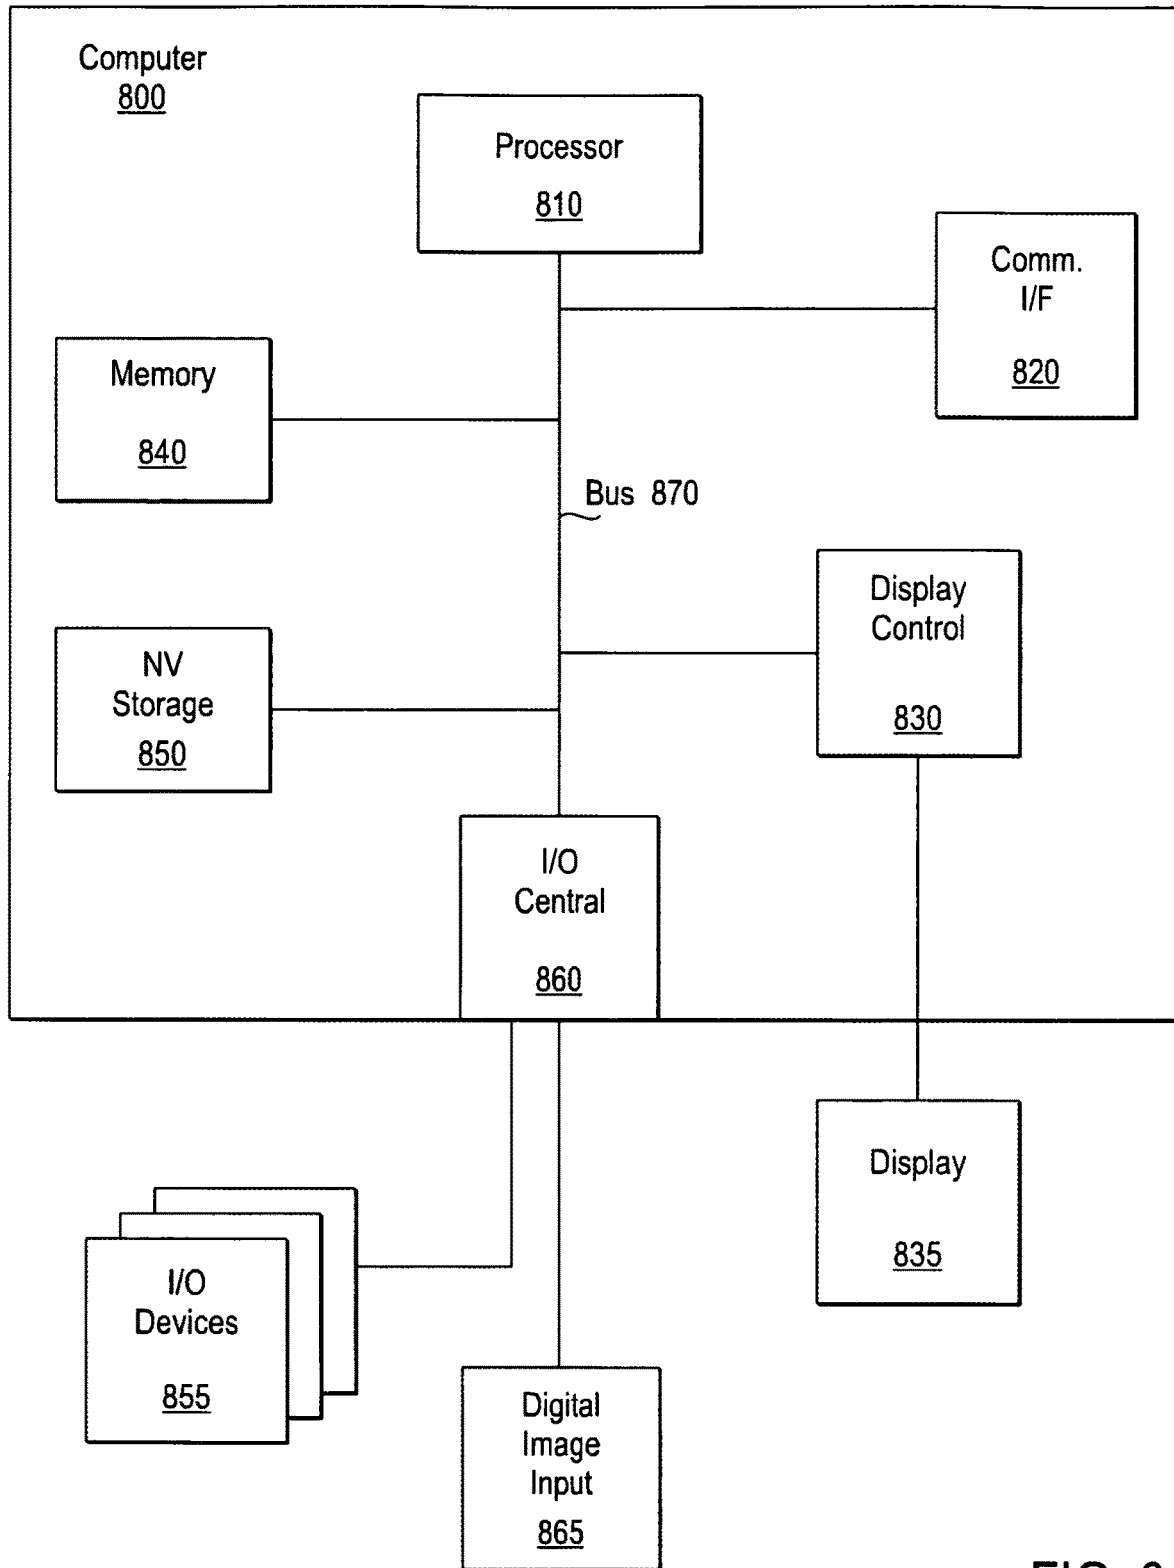 Computer
800
Processor
810
Comm.
I/F
820
Memory
840
Bus 870
Display
Control
830
NV
Storage
850
I/O
Central
860
Display
835
I/O
Devices
855
Digital
Image
Input
865
FIG.